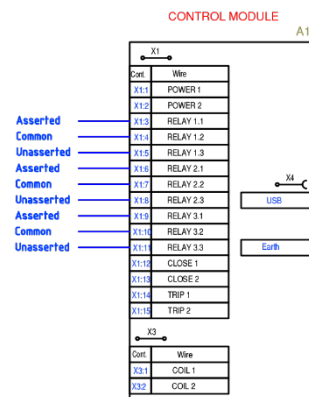 CONTROL MODULE
A1
X1
Cont. Wire
X1:1 POWER 1
X1:2 POWER 2
Asserted X1:3 RELAY 1.1
Common X1:4 RELAY 1.2
Unasserted X1:5 RELAY 1.3
Asserted X1:6 RELAY 2.1
Common X1:7 RELAY 2.2
Unasserted X1:8 RELAY 2.3
Asserted X1:9 RELAY 3.1
Common X1:10 RELAY 3.2
Unasserted X1:11 RELAY 3.3
X1:12 CLOSE 1
X1:13 CLOSE 2
X1:14 TRIP 1
X1:15 TRIP 2
X4
USB
Earth
X3
Cont. Wire
X3:1 COIL 1
X3:2 COIL 2